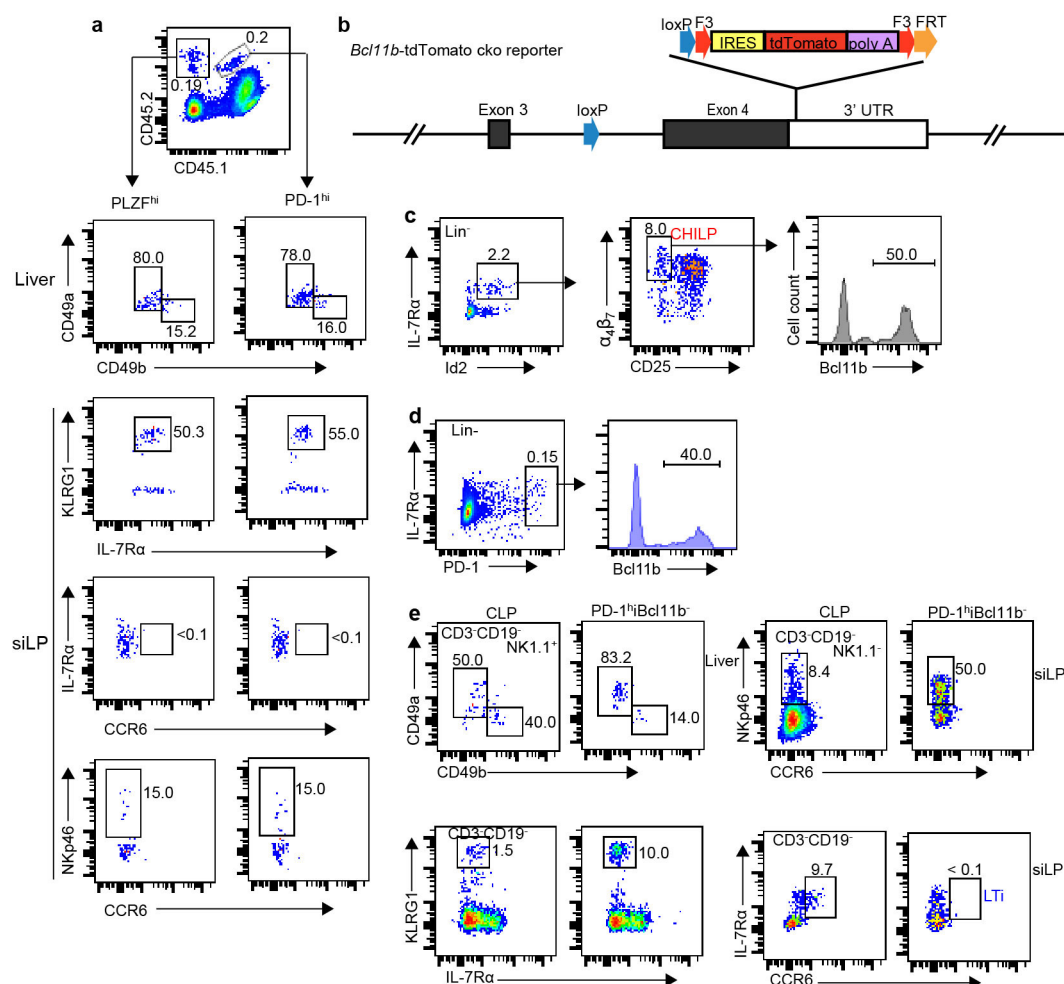 a
0.2
0.19
CD45.2
CD45.1
PLZFhi
PD-1hi
Liver
80.0
15.2
78.0
16.0
CD49a
CD49b
siLP
50.3
55.0
KLRG1
IL-7Rα
<0.1
<0.1
IL-7Rα
CCR6
15.0
15.0
NKp46
CCR6
b
Bcl11b-tdTomato cko reporter
loxP F3 IRES tdTomato poly A F3 FRT
Exon 3
loxP
Exon 4
3' UTR
c
Lin-
2.2
IL-7Rα
Id2
8.0
CHILP
α4β7
CD25
50.0
Cell count
Bcl11b
d
Lin-
0.15
IL-7Rα
PD-1
40.0
Bcl11b
e
CLP
PD-1hiBcl11b-
CD3-CD19-
NK1.1+
50.0
40.0
83.2
14.0
CD49a
CD49b
Liver
CLP
PD-1hiBcl11b-
CD3-CD19-
NK1.1-
8.4
50.0
NKp46
CCR6
siLP
CD3-CD19-
1.5
10.0
KLRG1
IL-7Rα
CD3-CD19-
9.7
< 0.1
LTi
IL-7Rα
CCR6
siLP